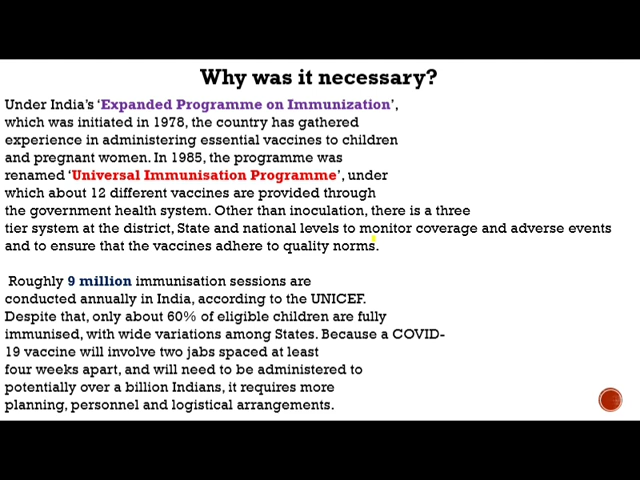 Why was it necessary?
Under India's 'Expanded Programme on Immunization',
which was initiated in 1978, the country has gathered
experience in administering essential vaccines to children
and pregnant women. In 1985, the programme was
renamed 'Universal Immunisation Programme', under
which about 12 different vaccines are provided through
the government health system. Other than inoculation, there is a three
tier system at the district, State and national levels to monitor coverage and adverse events
and to ensure that the vaccines adhere to quality norms.
Roughly 9 million immunisation sessions are
conducted annually in India, according to the UNICEF.
Despite that, only about 60% of eligible children are fully
immunised, with wide variations among States. Because a COVID-
19 vaccine will involve two jabs spaced at least
four weeks apart, and will need to be administered to
potentially over a billion Indians, it requires more
planning, personnel and logistical arrangements.